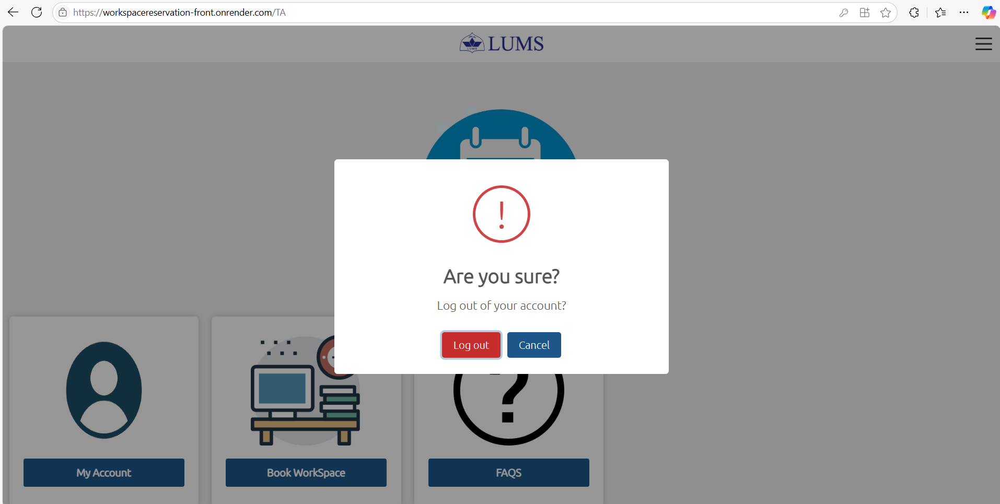 https://workspacereservation-front.onrender.com/TA
LUMS
LUMS
Are you sure?
Log out of your account?
Log out
Cancel
My Account
Book WorkSpace
FAQS